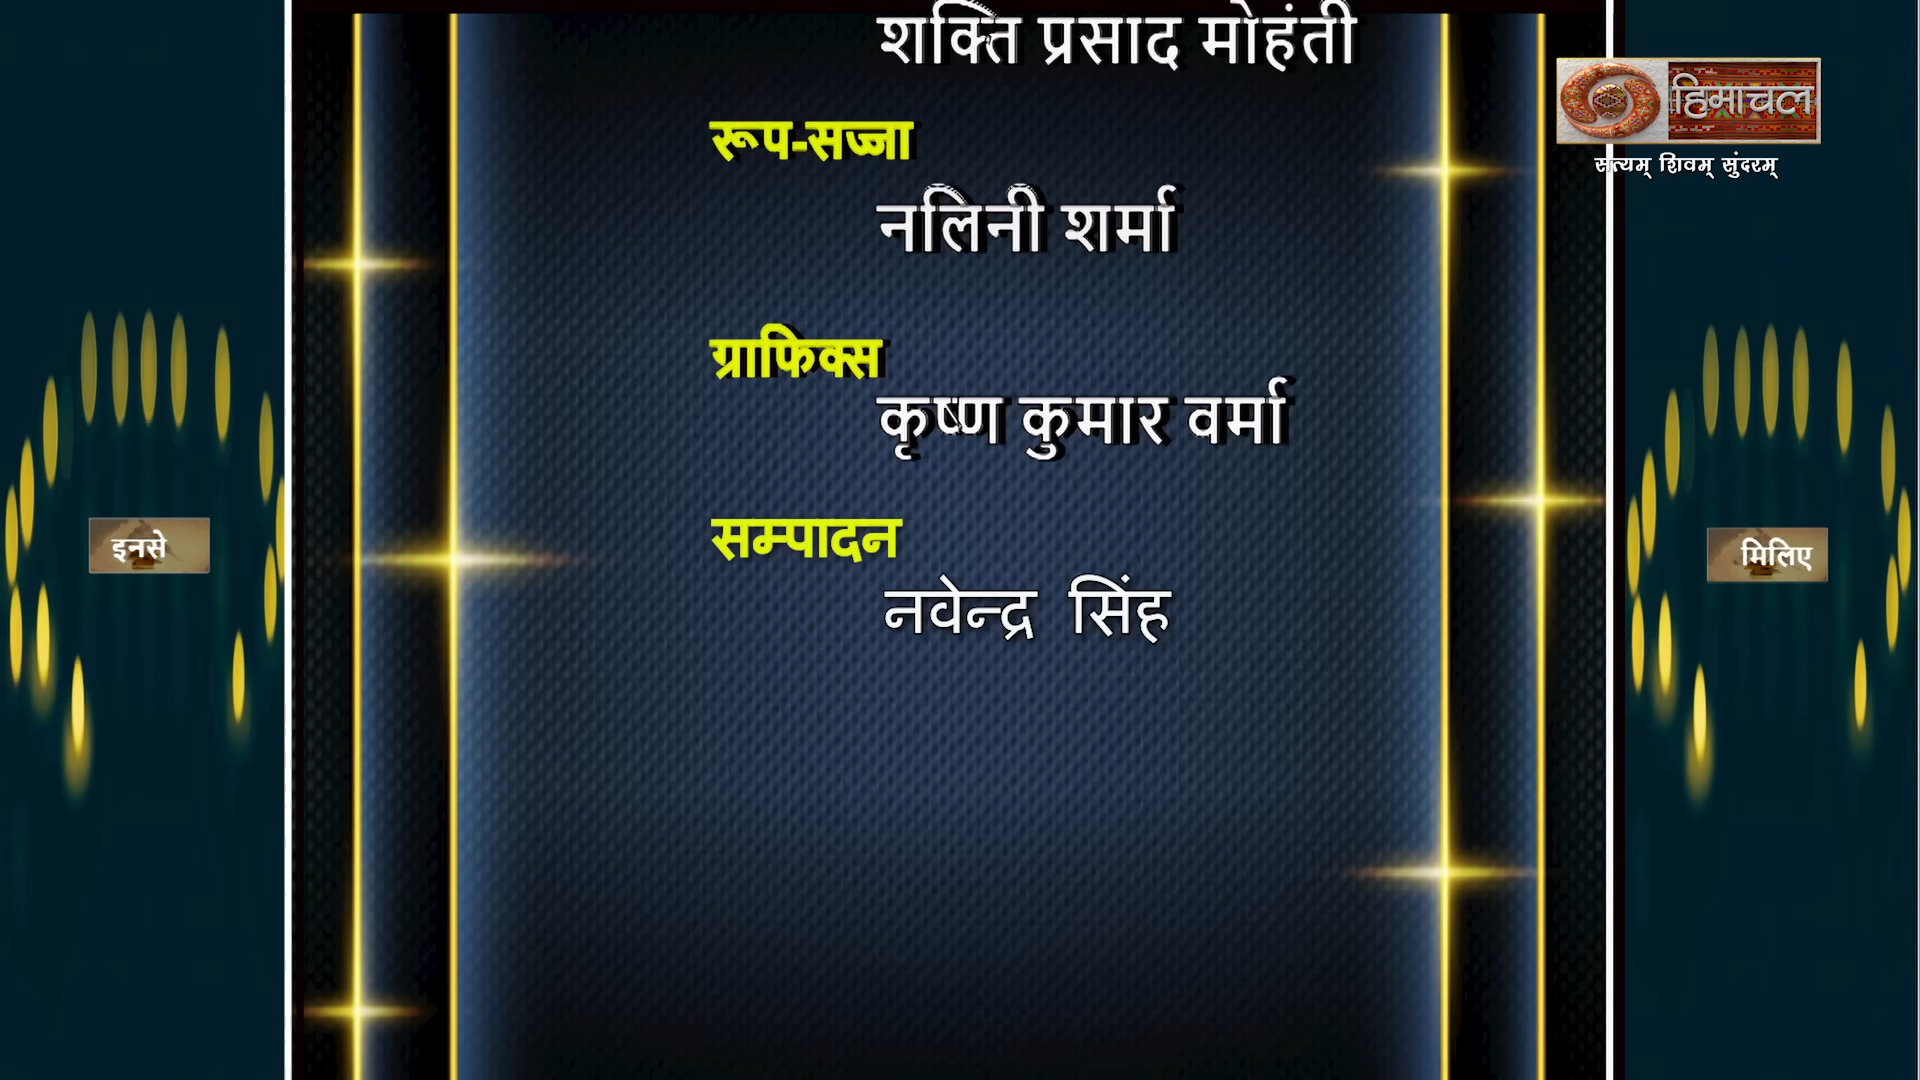 शक्ति प्रसाद मोहंती
हिमाचल
सत्यम् शिवम् सुंदरम्
रूप-सज्जा
नलिनी शर्मा
ग्राफिक्स
कृष्ण कुमार वर्मा
सम्पादन
नवेन्द्र सिंह
इनसे
मिलिए